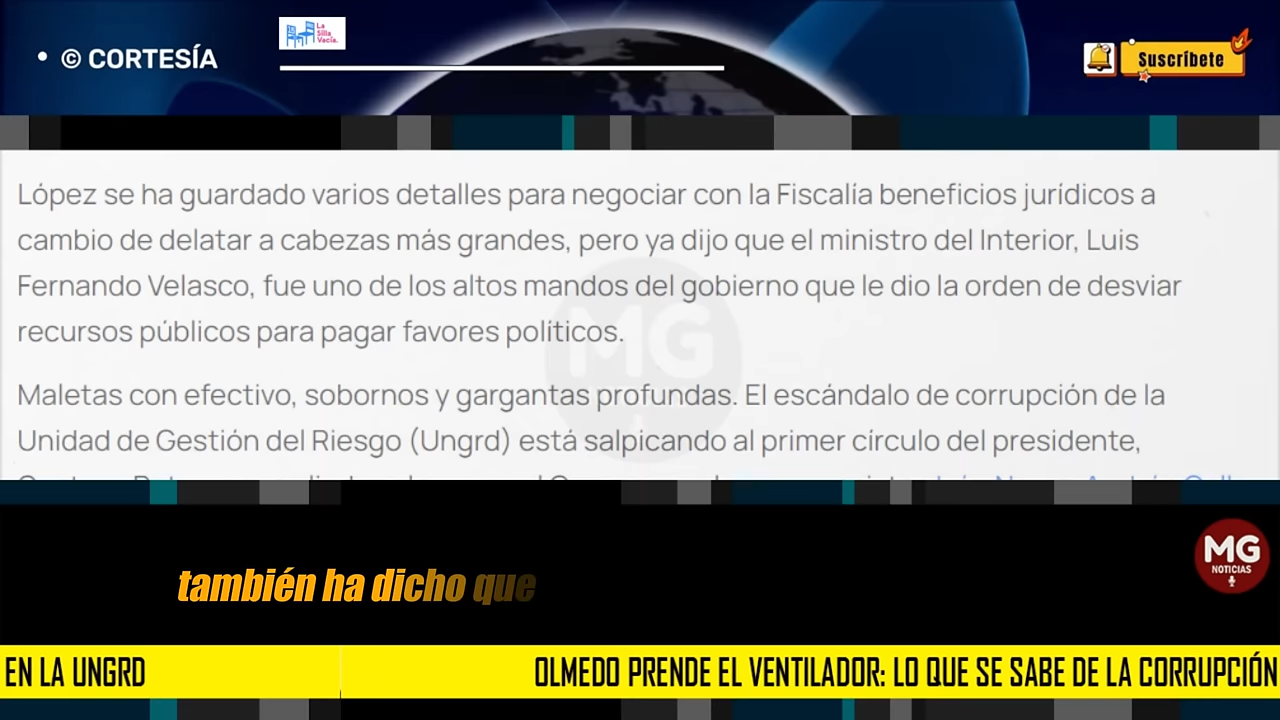 • © CORTESÍA
La
Silla
Vacía.
Suscríbete
López se ha guardado varios detalles para negociar con la Fiscalía beneficios jurídicos a
cambio de delatar a cabezas más grandes, pero ya dijo que el ministro del Interior, Luis
Fernando Velasco, fue uno de los altos mandos del gobierno que le dio la orden de desviar
recursos públicos para pagar favores políticos.
MG
Maletas con efectivo, sobornos y gargantas profundas. El escándalo de corrupción de la
Unidad de Gestión del Riesgo (Ungrd) está salpicando al primer círculo del presidente,
también ha dicho que
MG
NOTICIAS
EN LA UNGRD
OLMEDO PRENDE EL VENTILADOR: LO QUE SE SABE DE LA CORRUPCIÓN